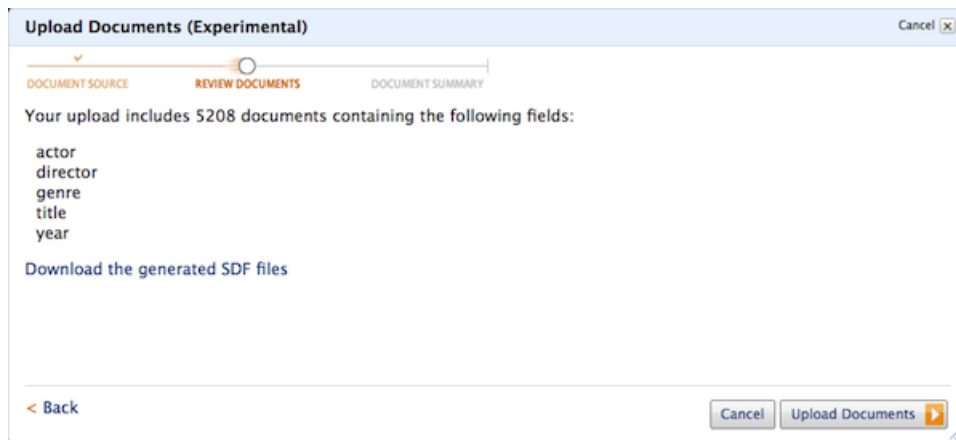 Upload Documents (Experimental)
Cancel
DOCUMENT SOURCE
REVIEW DOCUMENTS
DOCUMENT SUMMARY
Your upload includes 5208 documents containing the following fields:
actor
director
genre
title
year
Download the generated SDF files
< Back
Cancel
Upload Documents